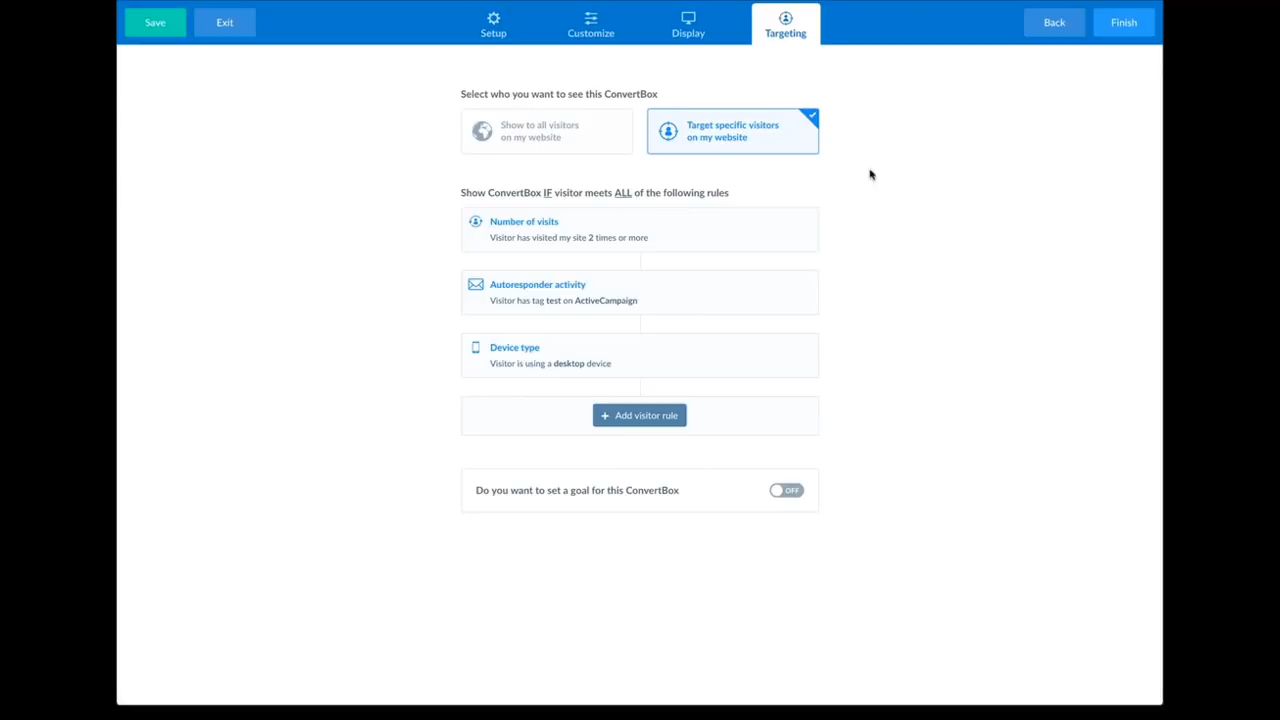 Save
Exit
Setup
Customize
Display
Targeting
Back
Finish
Select who you want to see this ConvertBox
Show to all visitors
on my website
Target specific visitors
on my website
Show ConvertBox IF visitor meets ALL of the following rules
Number of visits
Visitor has visited my site 2 times or more
Autoresponder activity
Visitor has tag test on ActiveCampaign
Device type
Visitor is using a desktop device
+ Add visitor rule
Do you want to set a goal for this ConvertBox
OFF